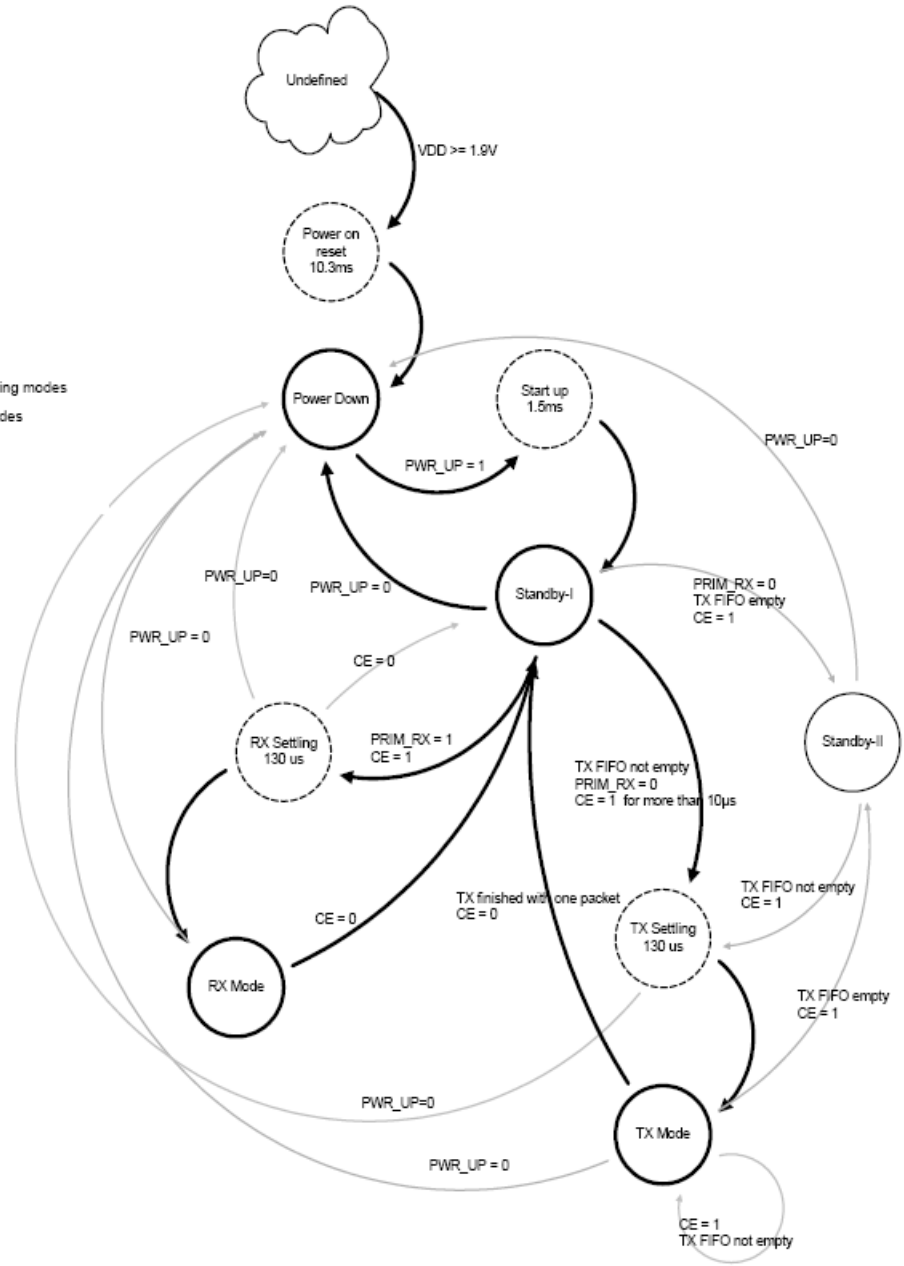 Undefined
VDD >= 1.9V
Power on
reset
10.3ms
ing modes
des
Power Down
Start up
1.5ms
PWR_UP=0
PWR_UP = 1
PWR_UP=0
PWR_UP = 0
Standby-I
PRIM_RX = 0
TX FIFO empty
CE = 1
PWR_UP = 0
CE = 0
RX Settling
130 us
PRIM_RX = 1
CE = 1
Standby-II
TX FIFO not empty
PRIM_RX = 0
CE = 1 for more than 10µs
TX finished with one packet
CE = 0
TX FIFO not empty
CE = 1
CE = 0
TX Settling
130 us
RX Mode
TX FIFO empty
CE = 1
PWR_UP=0
TX Mode
PWR_UP = 0
CE = 1
TX FIFO not empty